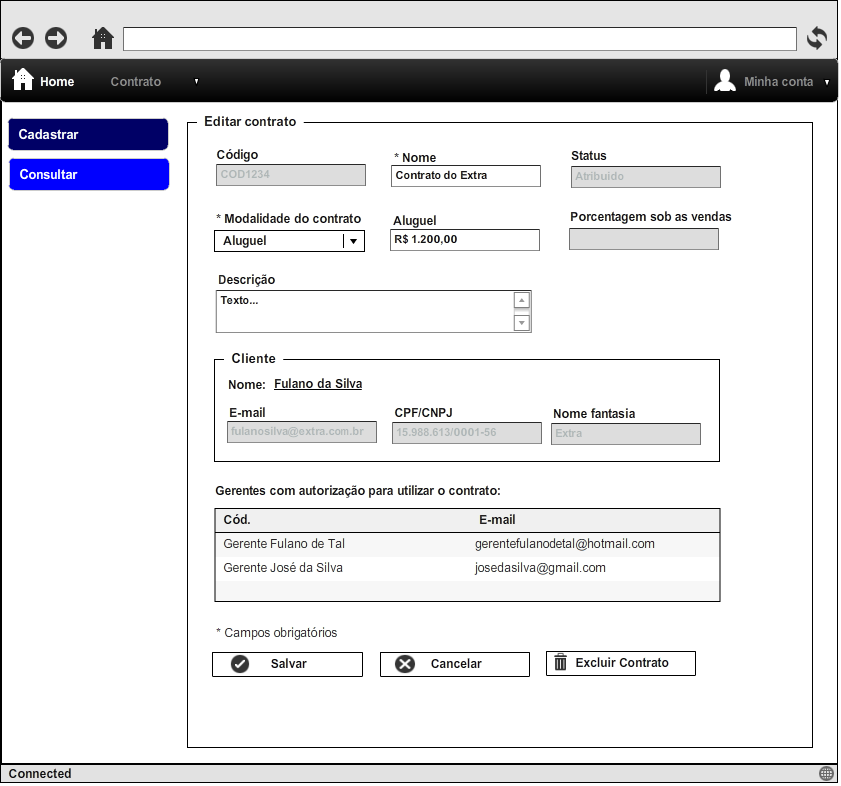 Home Contrato Minha conta
Cadastrar
Consultar
Editar contrato
Código * Nome Status
COD1234 Contrato do Extra Atribuído
* Modalidade do contrato Aluguel Porcentagem sob as vendas
Aluguel R$ 1.200,00
Descrição
Texto...
Cliente
Nome: Fulano da Silva
E-mail CPF/CNPJ Nome fantasia
fulanosilva@extra.com.br 15.988.613/0001-56 Extra
Gerentes com autorização para utilizar o contrato:
Cód. E-mail
Gerente Fulano de Tal gerentefulanodetal@hotmail.com
Gerente José da Silva josedasilva@gmail.com
* Campos obrigatórios
Salvar Cancelar Excluir Contrato
Connected